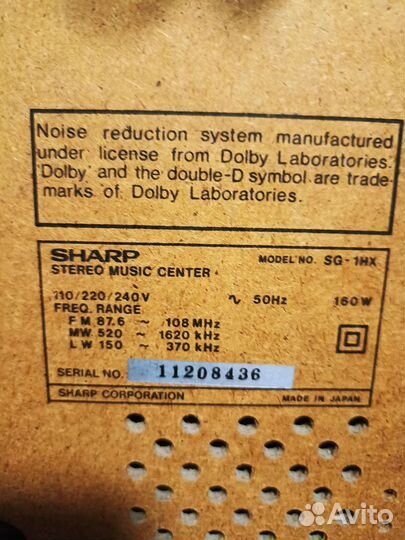 Noise reduction system manufactured
under license from Dolby Laboratories.
'Dolby' and the double-D symbol are trade-
marks of Dolby Laboratories.
SHARP MODEL NO. SG-1HX
STEREO MUSIC CENTER
110/220/240V ~ 50Hz 160W
FREQ. RANGE
FM 87.6 ~ 108 MHz
MW. 520 ~ 1620 kHz
LW 150 ~ 370 kHz
SERIAL NO. 11208436
SHARP CORPORATION MADE IN JAPAN
Avito